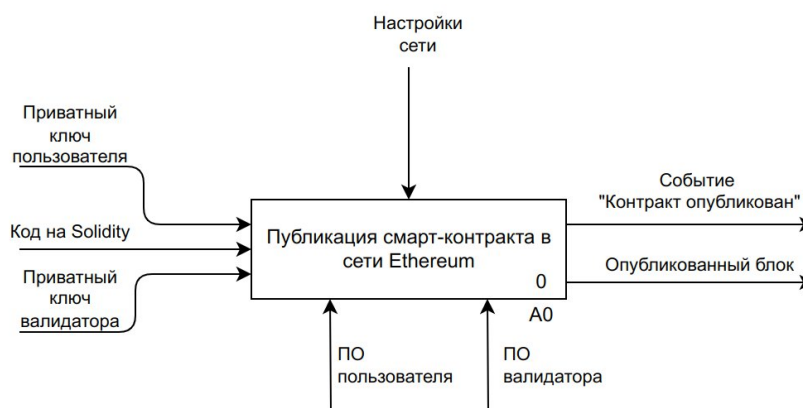 Настройки
сети
Приватный
ключ
пользователя
Код на Solidity
Приватный
ключ
валидатора
Публикация смарт-контракта в
сети Ethereum
0
A0
Событие
"Контракт опубликован"
Опубликованный блок
ПО
пользователя
ПО
валидатора